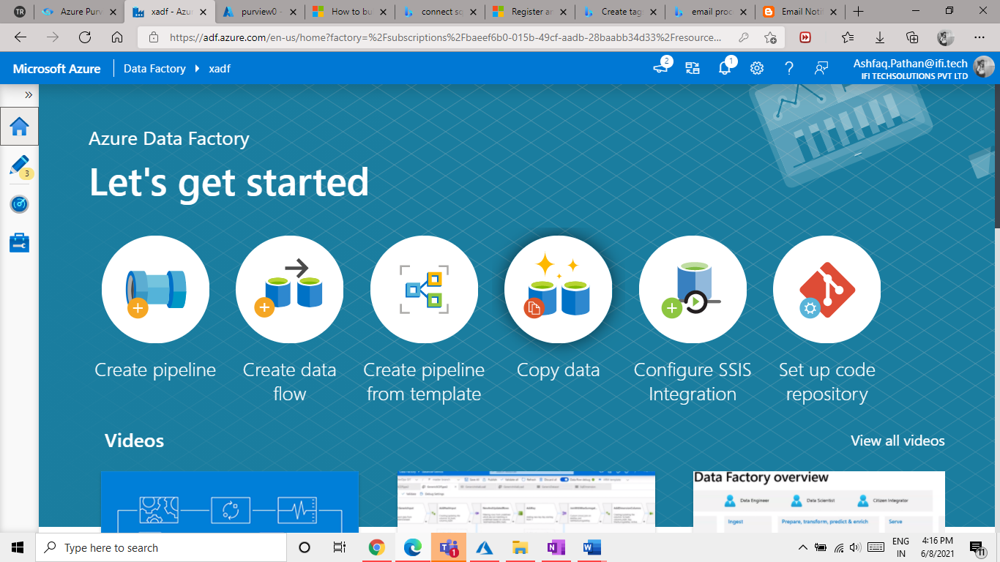 TR
Azure Purv
xadf - Azur
purview0 -
How to bu
connect sq
Register ar
Create tag
email proc
Email Notif
https://adf.azure.com/en-us/home?factory=%2Fsubscriptions%2Fbaeef6b0-015b-49cf-aadb-28baabb34d33%2Fresource...
Microsoft Azure
Data Factory
xadf
2
1
Ashfaq.Pathan@ifi.tech
IFI TECHSOLUTIONS PVT LTD
3
Azure Data Factory
Let's get started
Create pipeline
Create data
flow
Create pipeline
from template
Copy data
Configure SSIS
Integration
Set up code
repository
Videos
View all videos
Data Factory overview
Data Engineer
Data Scientist
Citizen Integrator
Ingest
Prepare, transform, predict & enrich
Serve
Type here to search
1
ENG
IN
4:16 PM
6/8/2021
11